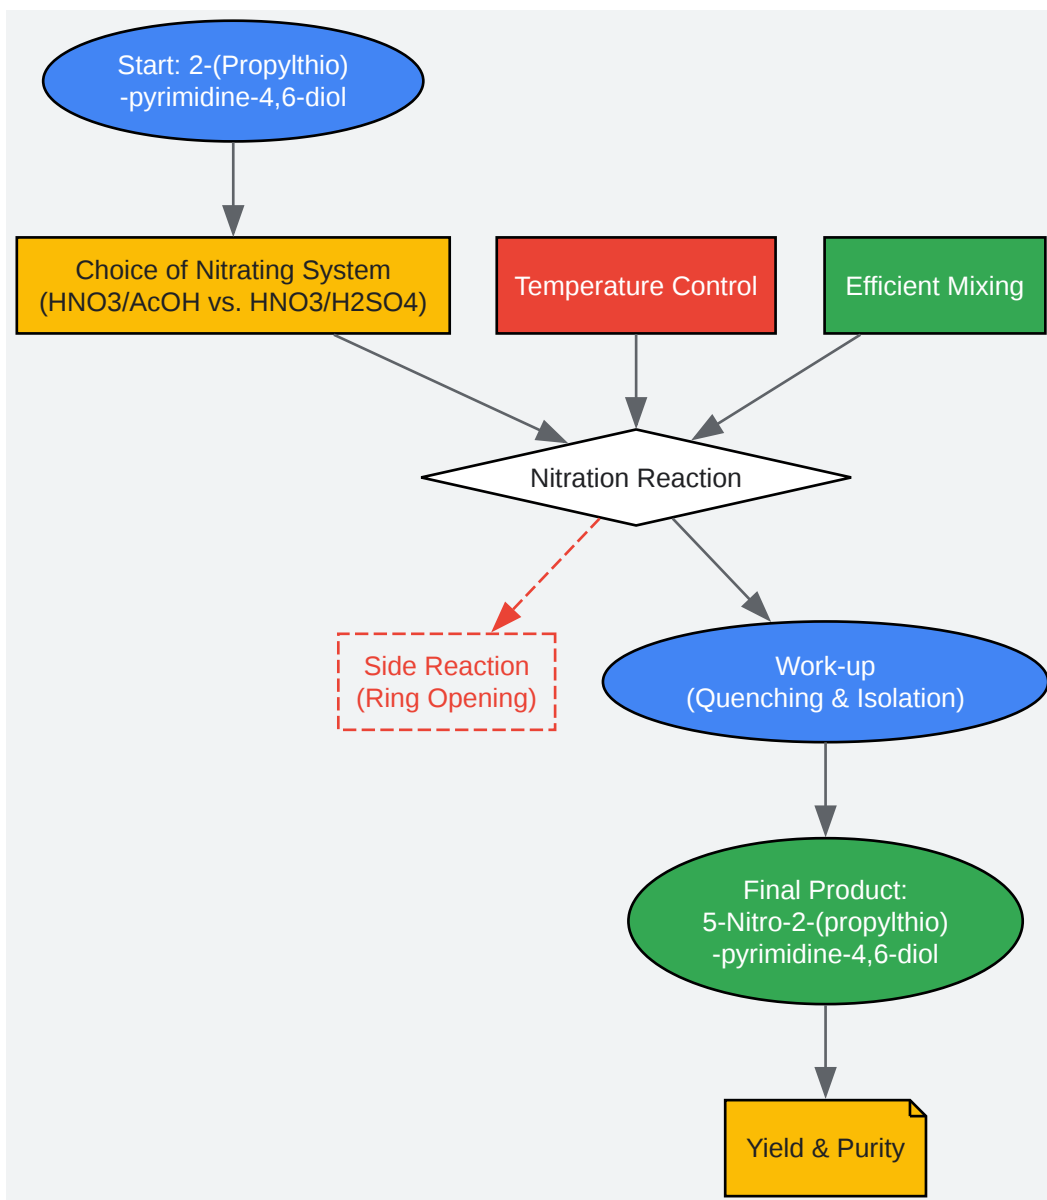 Start: 2-(Propylthio)
-pyrimidine-4,6-diol
Choice of Nitrating System
(HNO3/AcOH vs. HNO3/H2SO4)
Temperature Control
Efficient Mixing
Nitration Reaction
Side Reaction
(Ring Opening)
Work-up
(Quenching & Isolation)
Final Product:
5-Nitro-2-(propylthio)
-pyrimidine-4,6-diol
Yield & Purity